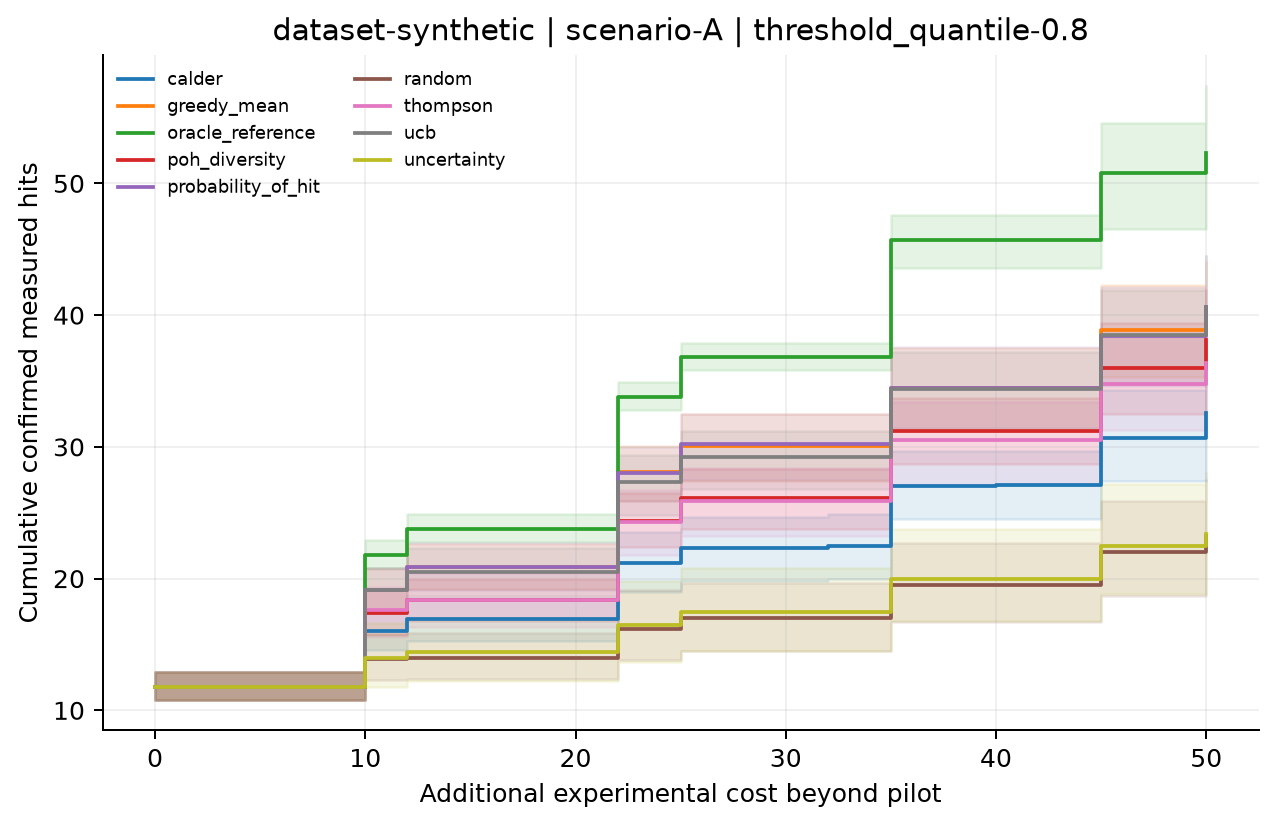 dataset-synthetic | scenario-A | threshold_quantile-0.8
calder
greedy_mean
oracle_reference
poh_diversity
probability_of_hit
random
thompson
ucb
uncertainty
Cumulative confirmed measured hits
50
40
30
20
10
0 10 20 30 40 50
Additional experimental cost beyond pilot